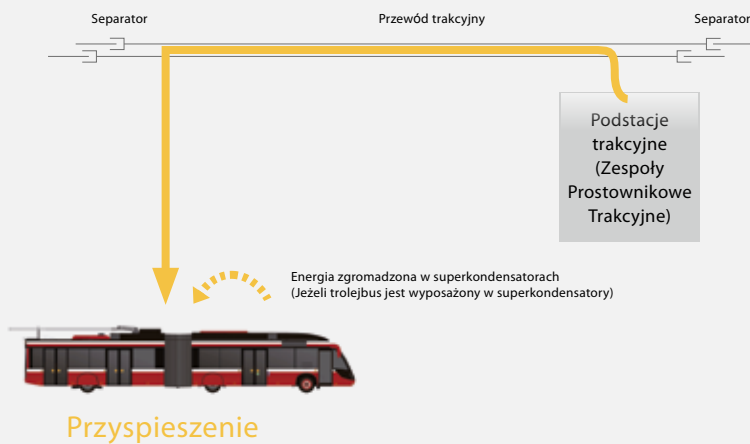 Separator
Przewód trakcyjny
Separator
Podstacje
trakcyjne
(Zespoły
Prostownikowe
Trakcyjne)
Energia zgromadzona w superkondensatorach
(Jeżeli trolejbus jest wyposażony w superkondensatory)
Przyspieszenie